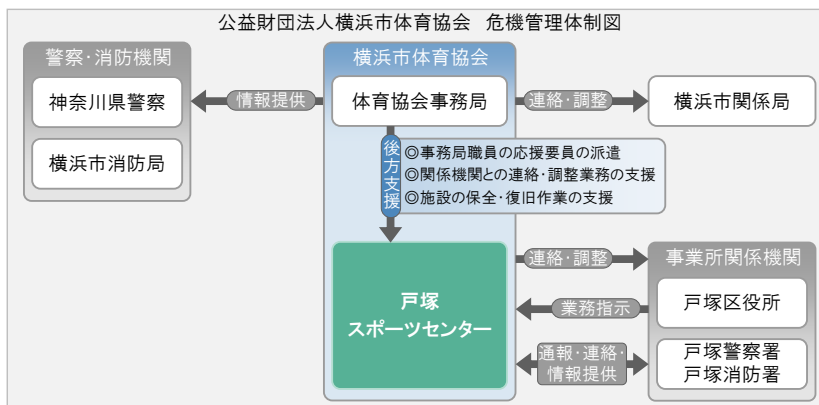 公益財団法人横浜市体育協会　危機管理体制図
警察・消防機関
神奈川県警察
横浜市消防局
情報提供
横浜市体育協会
体育協会事務局
連絡・調整
横浜市関係局
後方支援
◎事務局職員の応援要員の派遣
◎関係機関との連絡・調整業務の支援
◎施設の保全・復旧作業の支援
戸塚
スポーツセンター
連絡・調整
業務指示
通報・連絡・
情報提供
事業所関係機関
戸塚区役所
戸塚警察署
戸塚消防署